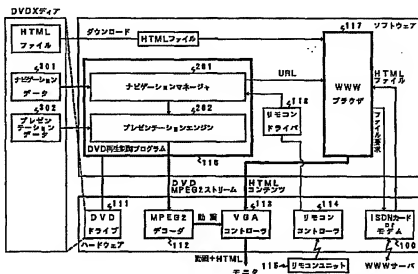 DVDメディア
ソフトウェア
HTML
ファイル
ダウンロード
HTMLファイル
117
301
ナビゲーション
データ
201
ナビゲーションマネージャ
URL
WWW
ブラウザ
HTMLファイル
ファイル要求
302
プレゼン
テーション
データ
202
プレゼンテーションエンジン
118
リモコン
ドライバ
DVD再生制御プログラム
116
DVD
MPEG2ストリーム
HTML
コンテンツ
111
DVD
ドライブ
MPEG2
デコーダ
112
動画
113
VGA
コントローラ
114
リモコン
コントローラ
ISDNカード
or
モデム
100
ハードウェア
動画+HTML
モニタ
115
リモコンユニット
WWWサーバ